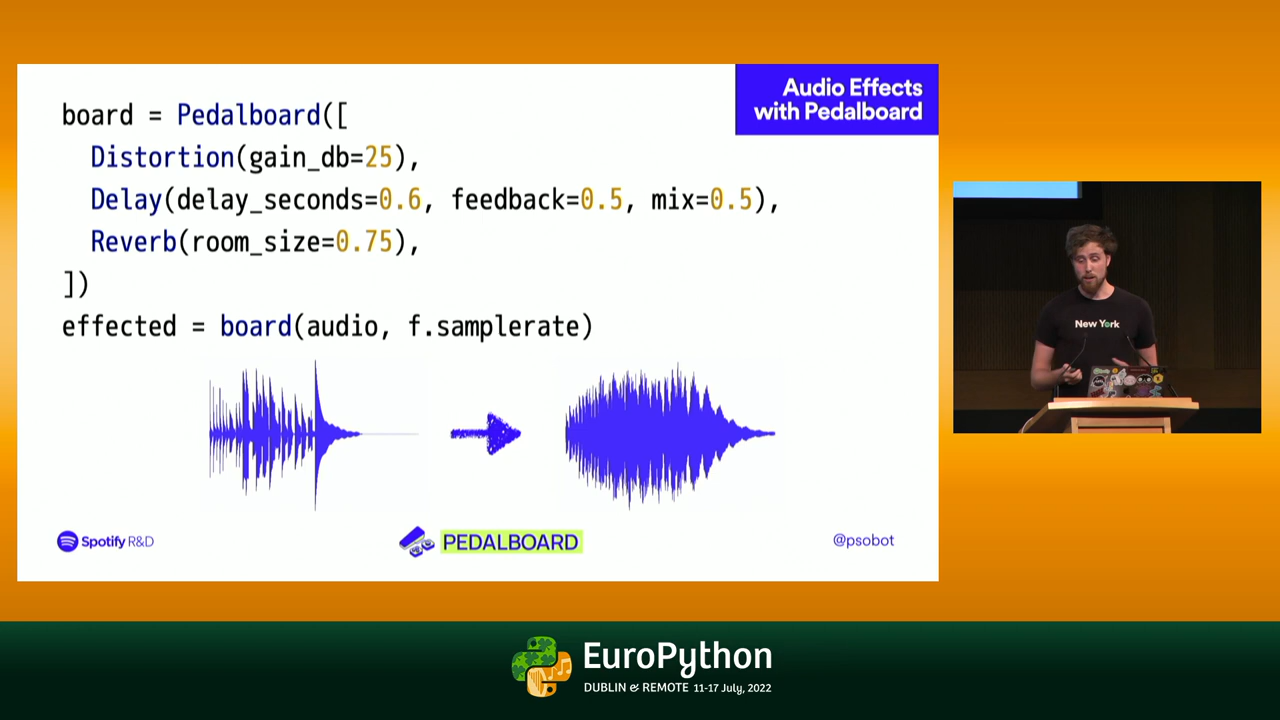 Audio Effects
with Pedalboard
board = Pedalboard([
Distortion(gain_db=25),
Delay(delay_seconds=0.6, feedback=0.5, mix=0.5),
Reverb(room_size=0.75),
])
effected = board(audio, f.samplerate)
Spotify R&D
PEDALBOARD
@psobot
New York
EuroPython
DUBLIN & REMOTE 11-17 July, 2022